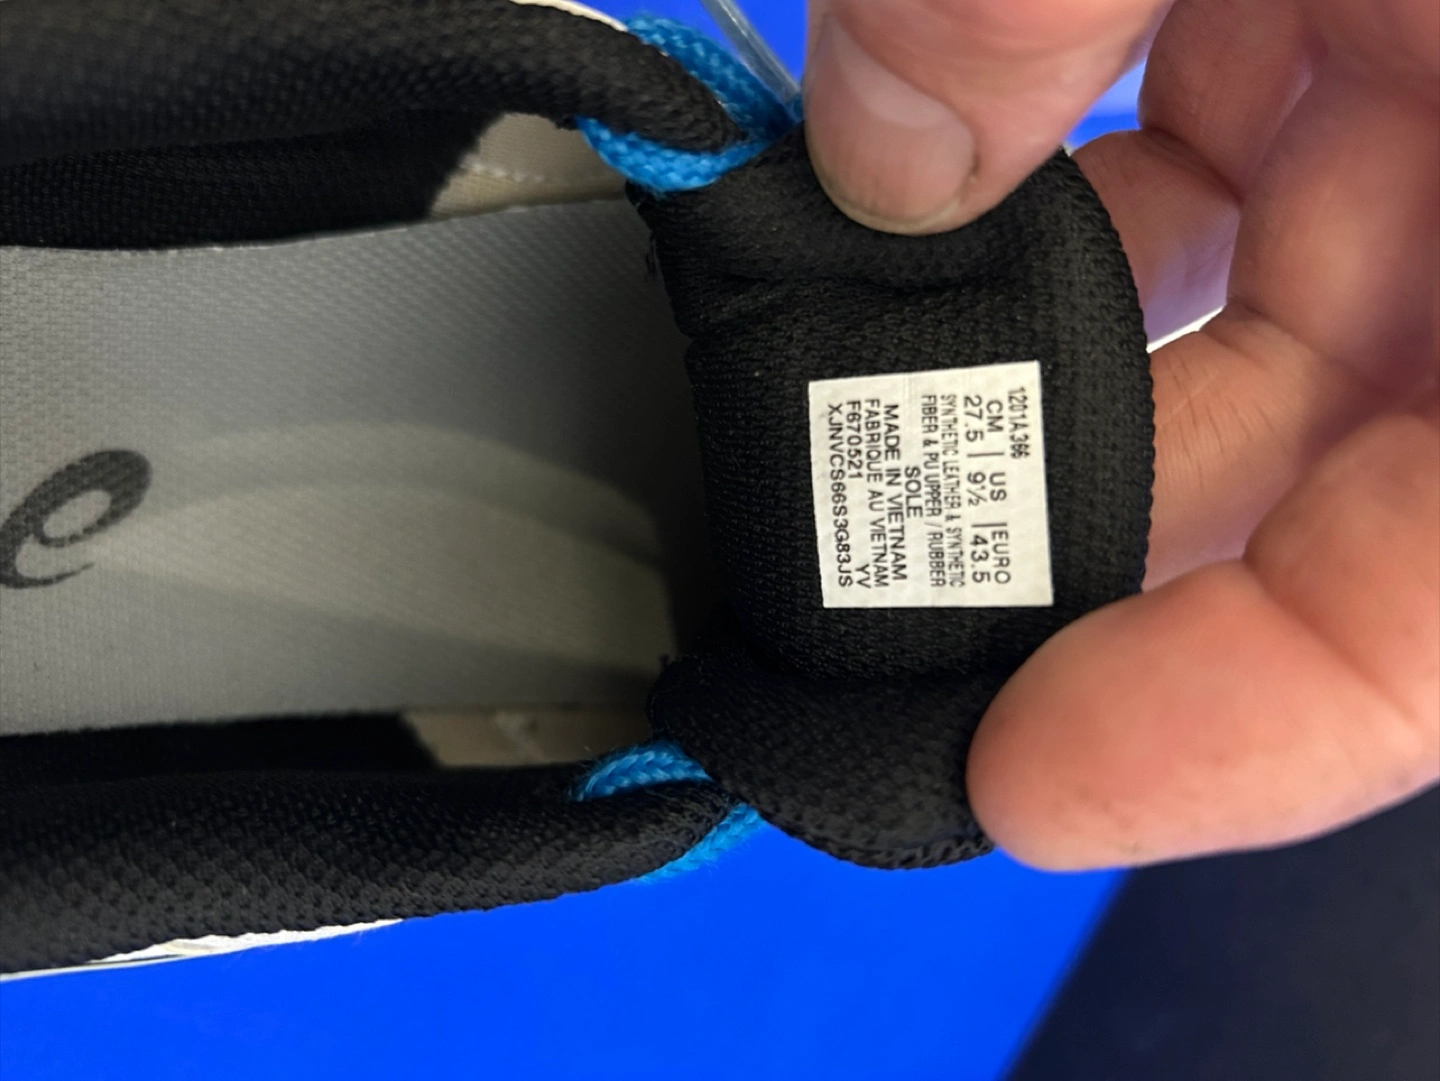 1201A366
CM | US | EURO
27.5 | 9½ | 43.5
SYNTHETIC LEATHER & SYNTHETIC
FIBER & PU UPPER / RUBBER
SOLE
MADE IN VIETNAM
FABRIQUE AU VIETNAM
F670521 YV
XJNVCS66S3G83JS